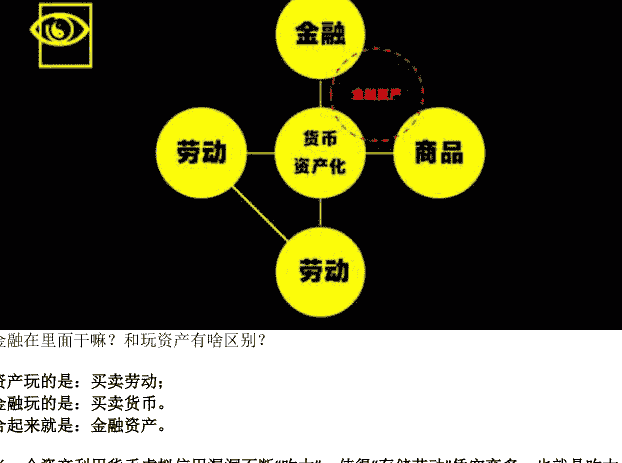 金融
金融资产
劳动
货币
资产化
商品
劳动
金融在里面干嘛？和玩资产有啥区别？
资产玩的是：买卖劳动；
金融玩的是：买卖货币。
合起来就是：金融资产。